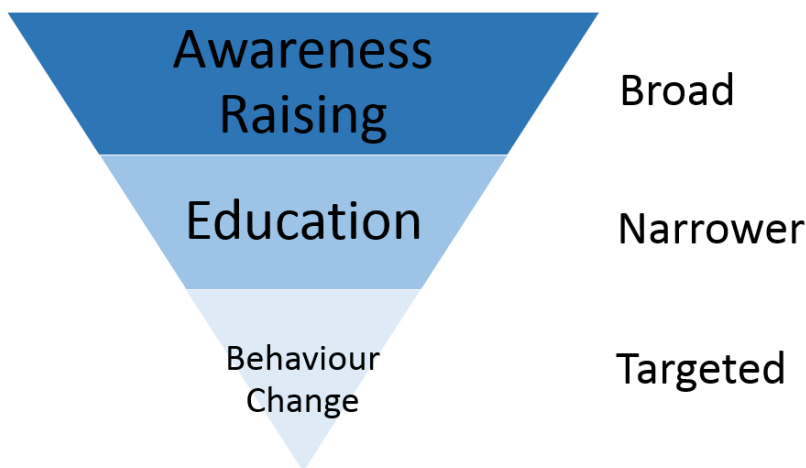 Awareness
Raising
Broad
Education
Narrower
Behaviour
Change
Targeted